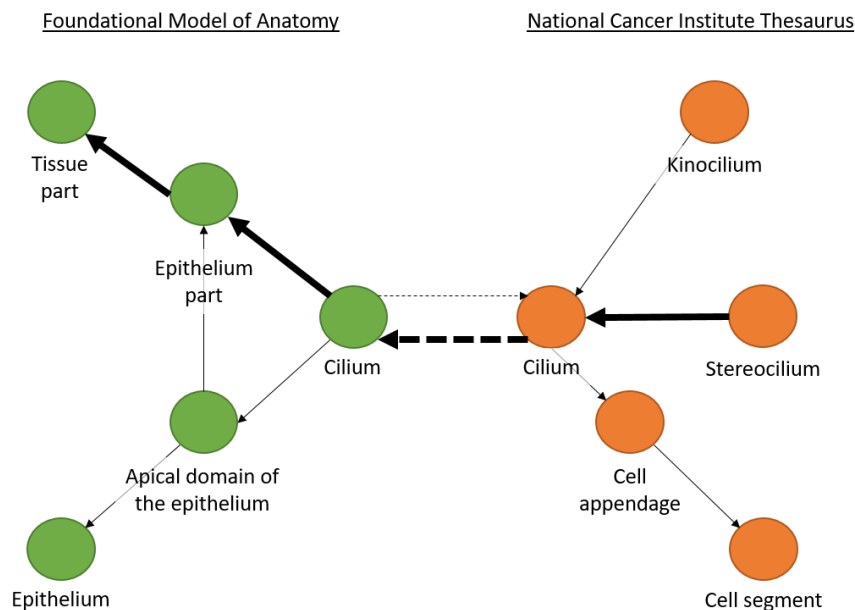 Foundational Model of Anatomy
National Cancer Institute Thesaurus
Tissue
part
Kinocilium
Epithelium
part
Cilium
Cilium
Stereocilium
Apical domain of
the epithelium
Cell
appendage
Epithelium
Cell segment